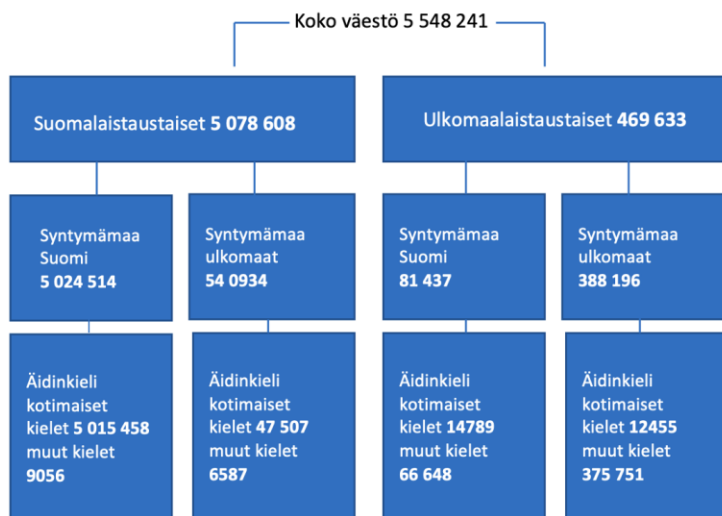 Koko väestö 5 548 241
Suomalaistaustaiset 5 078 608
Ulkomaalaistaustaiset 469 633
Syntymämaa
Suomi
5 024 514
Syntymämaa
ulkomaat
54 0934
Syntymämaa
Suomi
81 437
Syntymämaa
ulkomaat
388 196
Äidinkieli
kotimaiset
kielet 5 015 458
muut kielet
9056
Äidinkieli
kotimaiset
kielet 47 507
muut kielet
6587
Äidinkieli
kotimaiset
kielet 14789
muut kielet
66 648
Äidinkieli
kotimaiset
kielet 12455
muut kielet
375 751